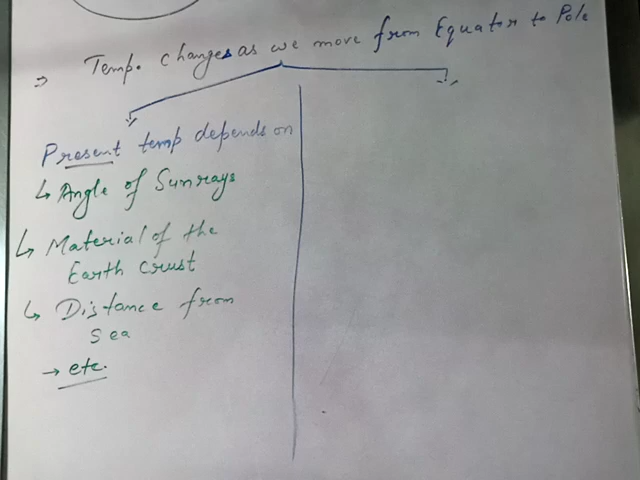 ⇒ Temp. changes as we move from Equator to Pole
Present temp depends on
↳ Angle of Sunrays
↳ Material of the
Earth crust
↳ Distance from
Sea
→ etc.